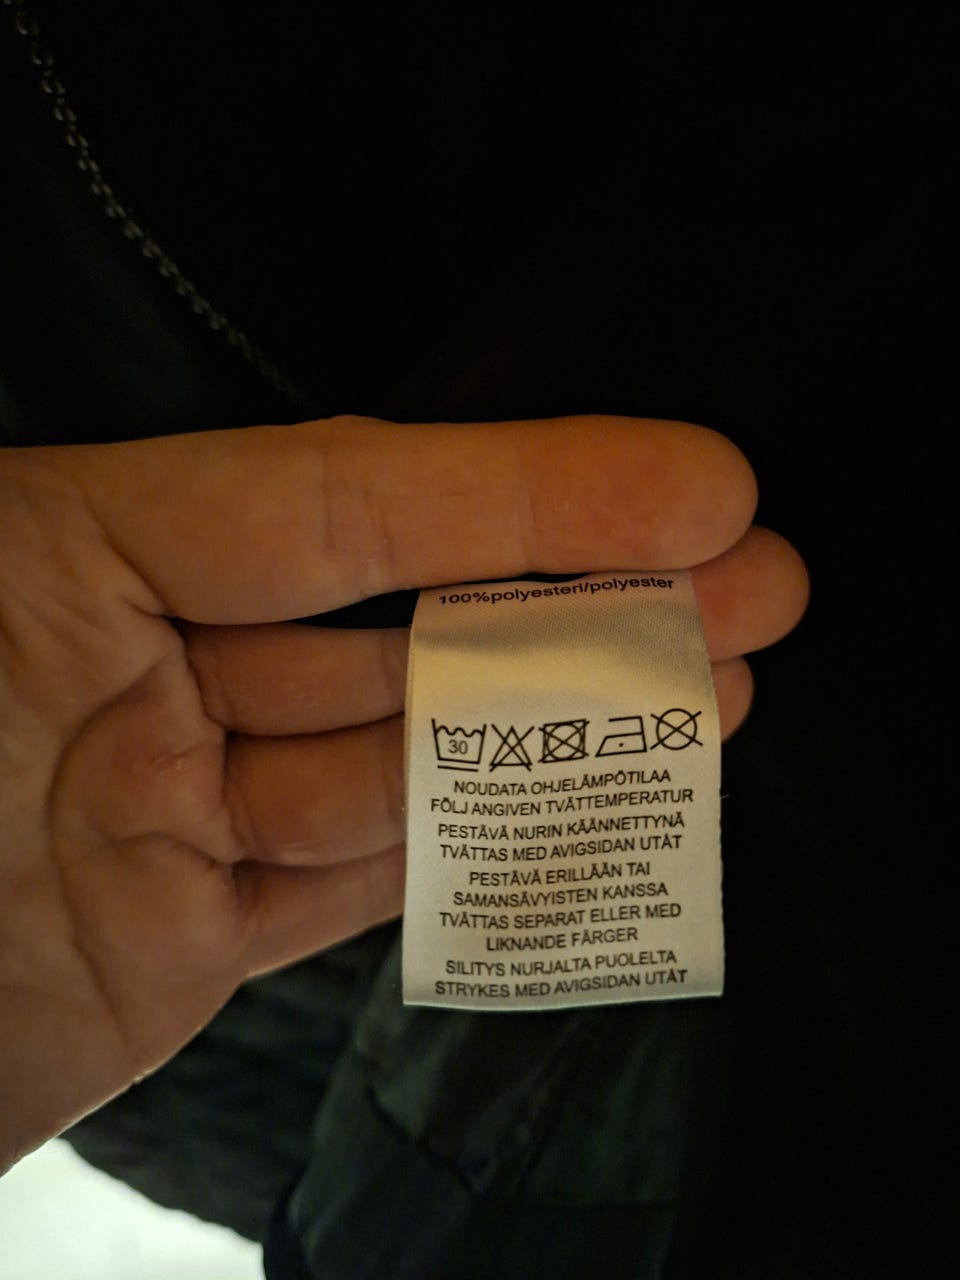 100%polyesteri/polyester
30
NOUDATA OHJELÄMPÖTILAA
FÖLJ ANGIVEN TVÄTTEMPERATUR
PESTÄVÄ NURIN KÄÄNNETTYNÄ
TVÄTTAS MED AVIGSIDAN UTÅT
PESTÄVÄ ERILLÄÄN TAI
SAMANSÄVYISTEN KANSSA
TVÄTTAS SEPARAT ELLER MED
LIKNANDE FÄRGER
SILITYS NURJALTA PUOLELTA
STRYKES MED AVIGSIDAN UTÅT